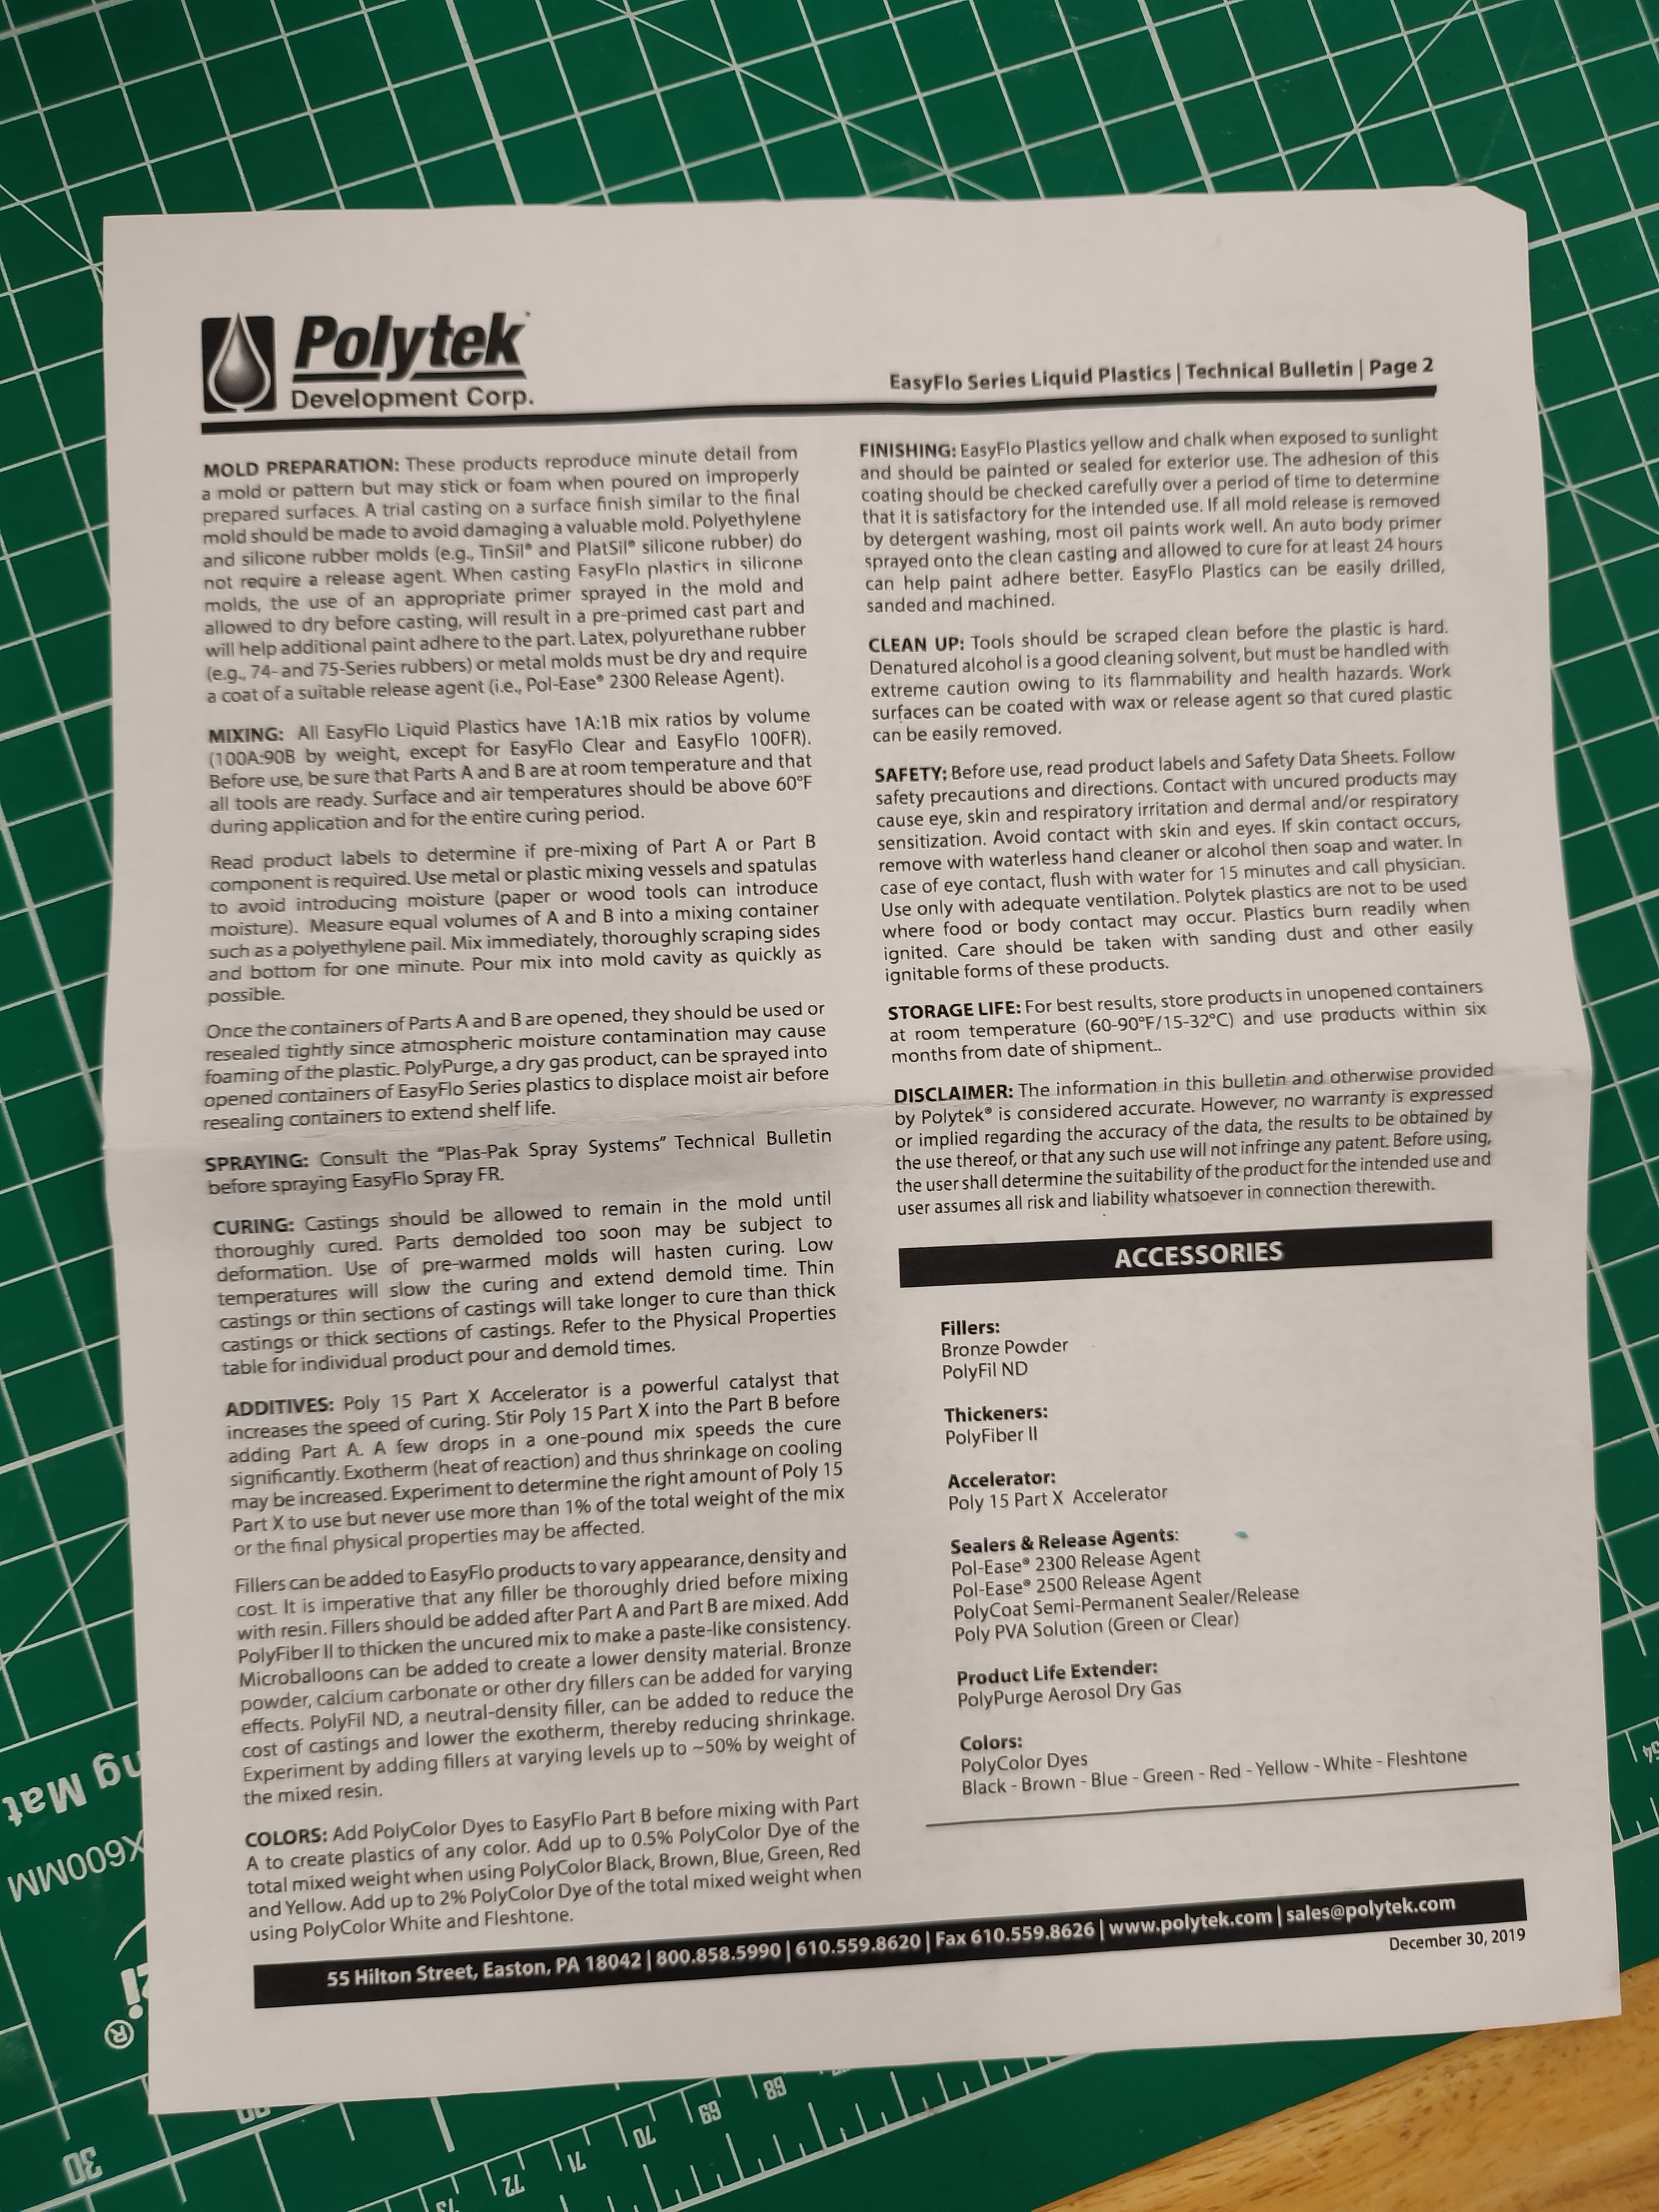 Polytek
Development Corp.
EasyFlo Series Liquid Plastics | Technical Bulletin | Page 2
MOLD PREPARATION: These products reproduce minute detail from
a mold or pattern but may stick or foam when poured on improperly
prepared surfaces. A trial casting on a surface finish similar to the final
mold should be made to avoid damaging a valuable mold. Polyethylene
and silicone rubber molds (e.g., TinSil® and PlatSil® silicone rubber) do
not require a release agent. When casting EasyFlo plastics in silicone
molds, the use of an appropriate primer sprayed in the mold and
allowed to dry before casting, will result in a pre-primed cast part and
will help additional paint adhere to the part. Latex, polyurethane rubber
(e.g., 74- and 75-Series rubbers) or metal molds must be dry and require
a coat of a suitable release agent (i.e., Pol-Ease® 2300 Release Agent).
MIXING: All EasyFlo Liquid Plastics have 1A:1B mix ratios by volume
(100A:90B by weight, except for EasyFlo Clear and EasyFlo 100FR).
Before use, be sure that Parts A and B are at room temperature and that
all tools are ready. Surface and air temperatures should be above 60°F
during application and for the entire curing period.
Read product labels to determine if pre-mixing of Part A or Part B
component is required. Use metal or plastic mixing vessels and spatulas
to avoid introducing moisture (paper or wood tools can introduce
moisture). Measure equal volumes of A and B into a mixing container
such as a polyethylene pail. Mix immediately, thoroughly scraping sides
and bottom for one minute. Pour mix into mold cavity as quickly as
possible.
Once the containers of Parts A and B are opened, they should be used or
resealed tightly since atmospheric moisture contamination may cause
foaming of the plastic. PolyPurge, a dry gas product, can be sprayed into
opened containers of EasyFlo Series plastics to displace moist air before
resealing containers to extend shelf life.
SPRAYING: Consult the “Plas-Pak Spray Systems” Technical Bulletin
before spraying EasyFlo Spray FR.
CURING: Castings should be allowed to remain in the mold until
thoroughly cured. Parts demolded too soon may be subject to
deformation. Use of pre-warmed molds will hasten curing. Low
temperatures will slow the curing and extend demold time. Thin
castings or thin sections of castings will take longer to cure than thick
castings or thick sections of castings. Refer to the Physical Properties
table for individual product pour and demold times.
ADDITIVES: Poly 15 Part X Accelerator is a powerful catalyst that
increases the speed of curing. Stir Poly 15 Part X into the Part B before
adding Part A. A few drops in a one-pound mix speeds the cure
significantly. Exotherm (heat of reaction) and thus shrinkage on cooling
may be increased. Experiment to determine the right amount of Poly 15
Part X to use but never use more than 1% of the total weight of the mix
or the final physical properties may be affected.
Fillers can be added to EasyFlo products to vary appearance, density and
cost. It is imperative that any filler be thoroughly dried before mixing
with resin. Fillers should be added after Part A and Part B are mixed. Add
PolyFiber II to thicken the uncured mix to make a paste-like consistency.
Microballoons can be added to create a lower density material. Bronze
powder, calcium carbonate or other dry fillers can be added for varying
effects. PolyFil ND, a neutral-density filler, can be added to reduce the
cost of castings and lower the exotherm, thereby reducing shrinkage.
Experiment by adding fillers at varying levels up to ~50% by weight of
the mixed resin.
COLORS: Add PolyColor Dyes to EasyFlo Part B before mixing with Part
A to create plastics of any color. Add up to 0.5% PolyColor Dye of the
total mixed weight when using PolyColor Black, Brown, Blue, Green, Red
and Yellow. Add up to 2% PolyColor Dye of the total mixed weight when
using PolyColor White and Fleshtone.
FINISHING: EasyFlo Plastics yellow and chalk when exposed to sunlight
and should be painted or sealed for exterior use. The adhesion of this
coating should be checked carefully over a period of time to determine
that it is satisfactory for the intended use. If all mold release is removed
by detergent washing, most oil paints work well. An auto body primer
sprayed onto the clean casting and allowed to cure for at least 24 hours
can help paint adhere better. EasyFlo Plastics can be easily drilled,
sanded and machined.
CLEAN UP: Tools should be scraped clean before the plastic is hard.
Denatured alcohol is a good cleaning solvent, but must be handled with
extreme caution owing to its flammability and health hazards. Work
surfaces can be coated with wax or release agent so that cured plastic
can be easily removed.
SAFETY: Before use, read product labels and Safety Data Sheets. Follow
safety precautions and directions. Contact with uncured products may
cause eye, skin and respiratory irritation and dermal and/or respiratory
sensitization. Avoid contact with skin and eyes. If skin contact occurs,
remove with waterless hand cleaner or alcohol then soap and water. In
case of eye contact, flush with water for 15 minutes and call physician.
Use only with adequate ventilation. Polytek plastics are not to be used
where food or body contact may occur. Plastics burn readily when
ignited. Care should be taken with sanding dust and other easily
ignitable forms of these products.
STORAGE LIFE: For best results, store products in unopened containers
at room temperature (60-90°F/15-32°C) and use products within six
months from date of shipment..
DISCLAIMER: The information in this bulletin and otherwise provided
by Polytek® is considered accurate. However, no warranty is expressed
or implied regarding the accuracy of the data, the results to be obtained by
the use thereof, or that any such use will not infringe any patent. Before using,
the user shall determine the suitability of the product for the intended use and
user assumes all risk and liability whatsoever in connection therewith.
ACCESSORIES
Fillers:
Bronze Powder
PolyFil ND
Thickeners:
PolyFiber II
Accelerator:
Poly 15 Part X Accelerator
Sealers & Release Agents:
Pol-Ease® 2300 Release Agent
Pol-Ease® 2500 Release Agent
PolyCoat Semi-Permanent Sealer/Release
Poly PVA Solution (Green or Clear)
Product Life Extender:
PolyPurge Aerosol Dry Gas
Colors:
PolyColor Dyes
Black - Brown - Blue - Green - Red - Yellow - White - Fleshtone
55 Hilton Street, Easton, PA 18042 | 800.858.5990 | 610.559.8620 | Fax 610.559.8626 | www.polytek.com | sales@polytek.com
December 30, 2019
Mat
X600MM
®
30
72
71
70
69
68